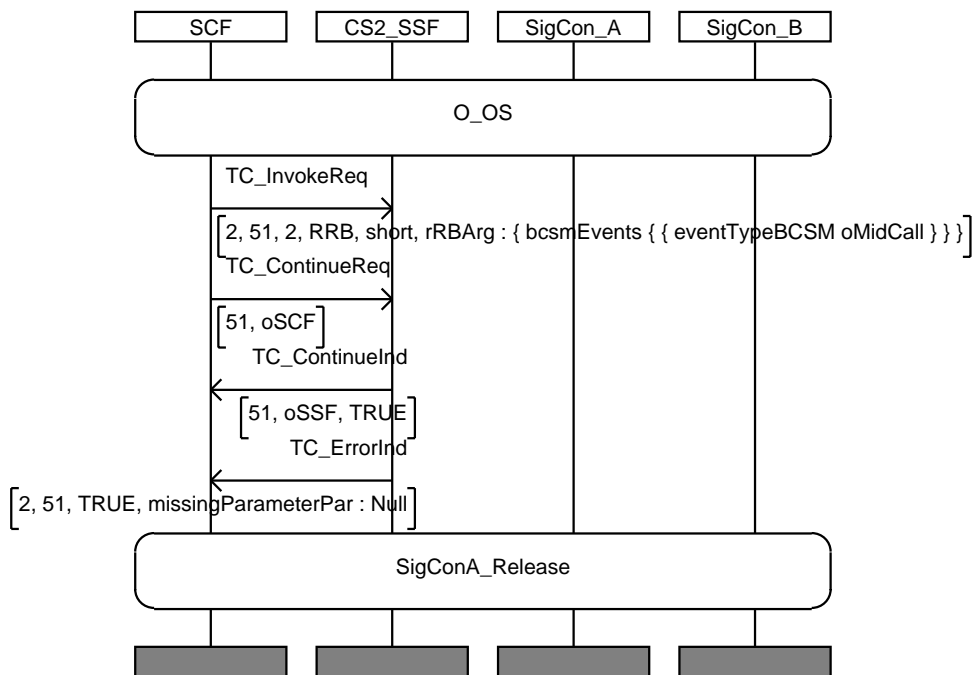 SCF CS2_SSF SigCon_A SigCon_B
O_OS
TC_InvokeReq
2, 51, 2, RRB, short, rRBArg : { bcsmEvents { { eventTypeBCSM oMidCall } } }
TC_ContinueReq
51, oSCF
TC_ContinueInd
51, oSSF, TRUE
TC_ErrorInd
2, 51, TRUE, missingParameterPar : Null
SigConA_Release